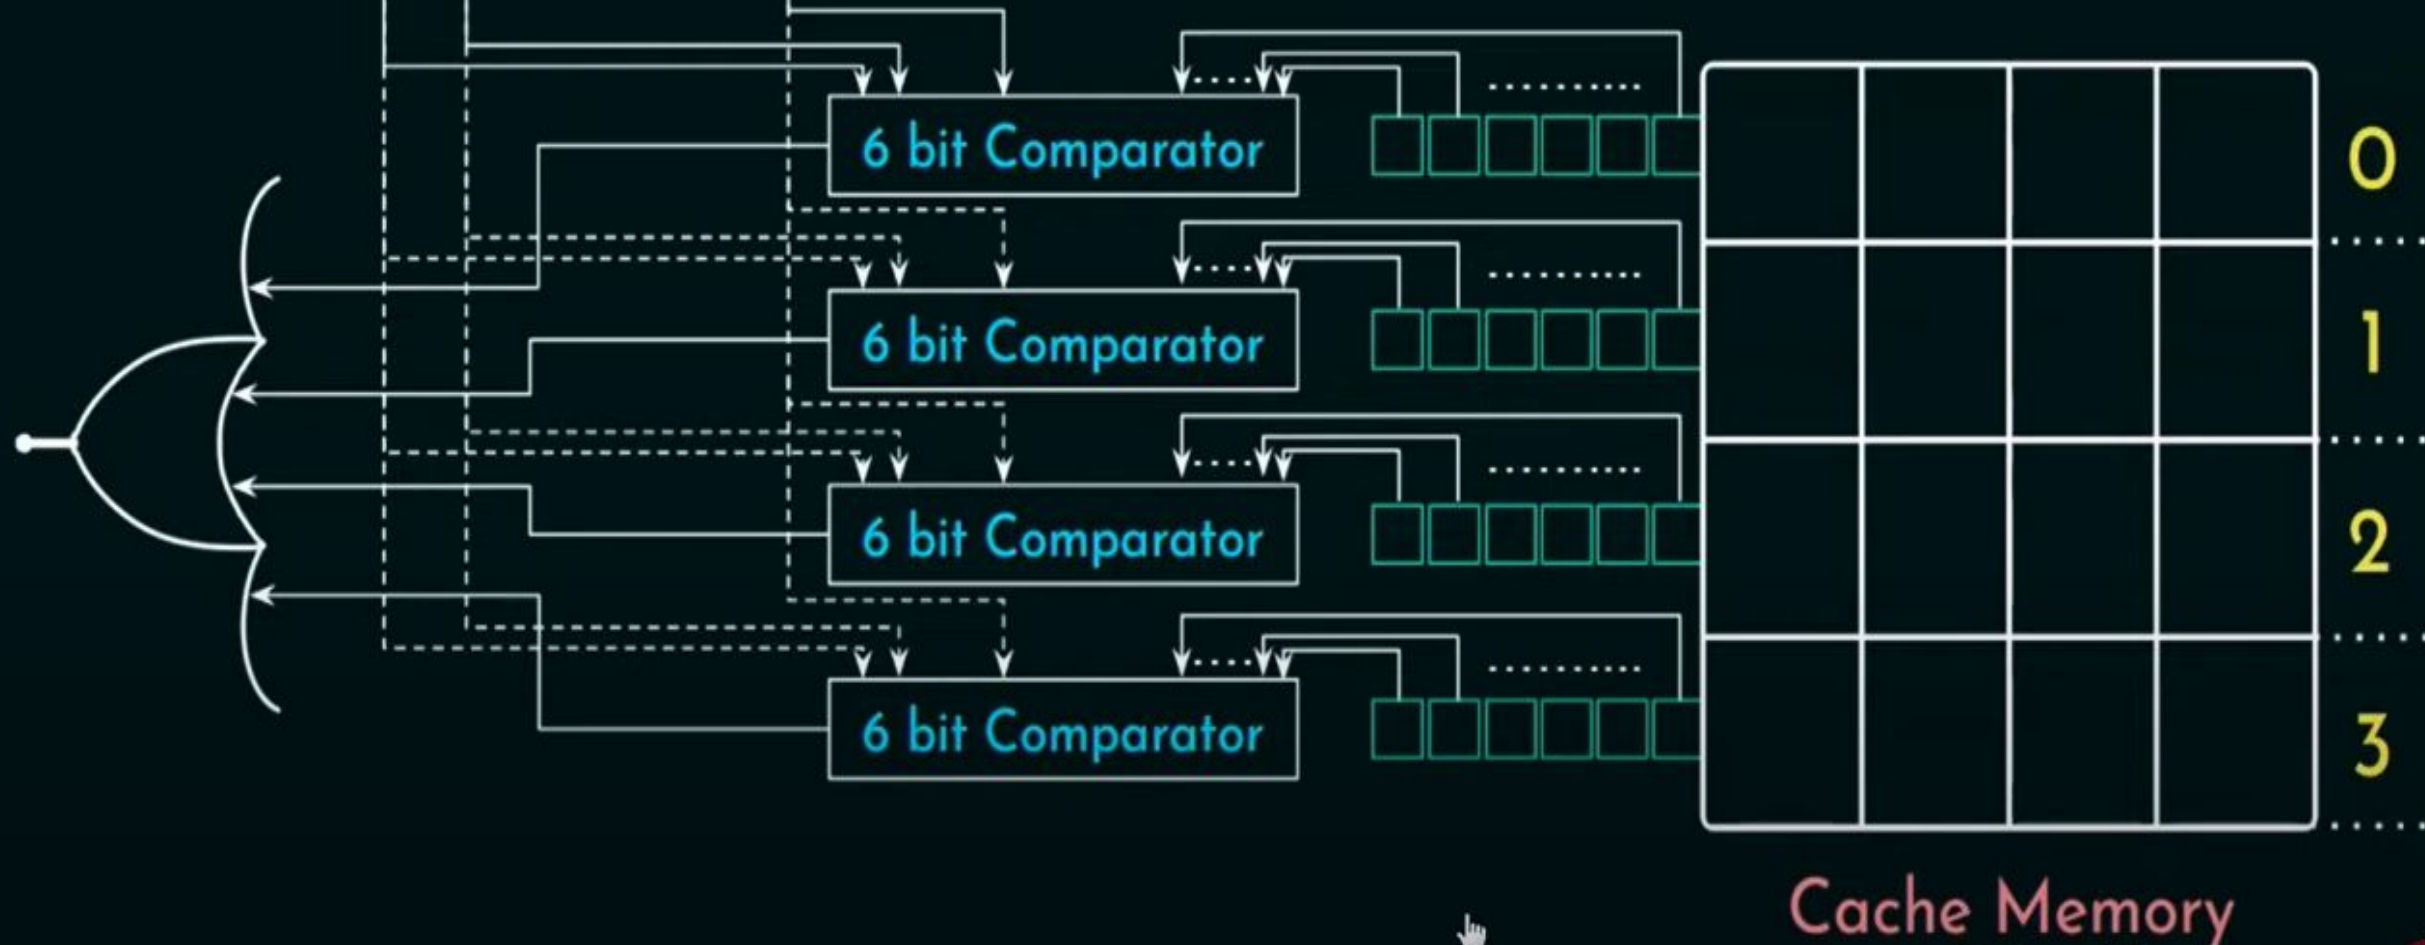 6 bit Comparator
0
6 bit Comparator
1
6 bit Comparator
2
6 bit Comparator
3
Cache Memory